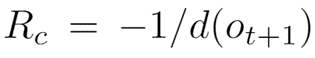 R_c = −1/d(o_{t+1})